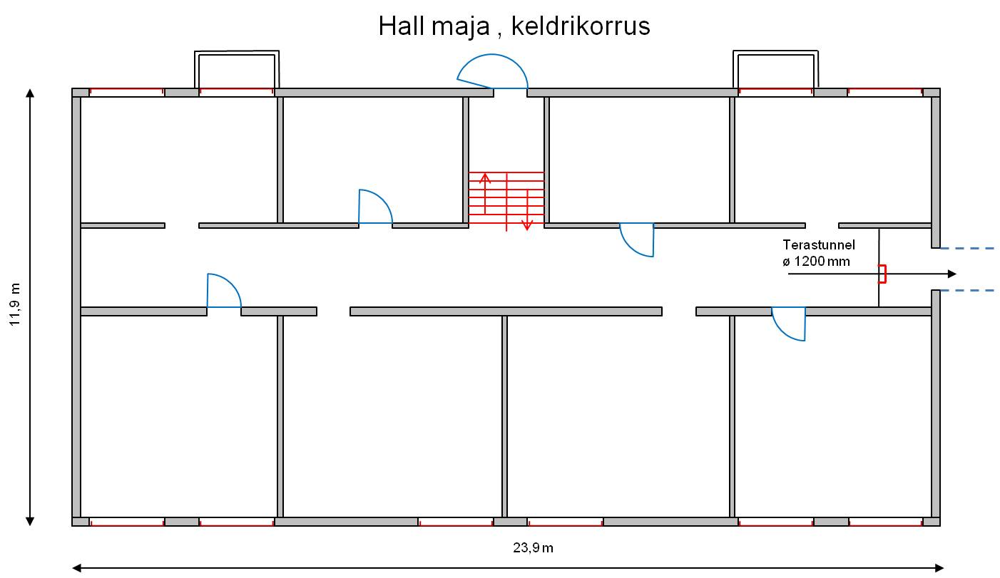 Hall maja , keldrikorrus
Terastunnel
ø 1200 mm
11,9 m
23,9 m